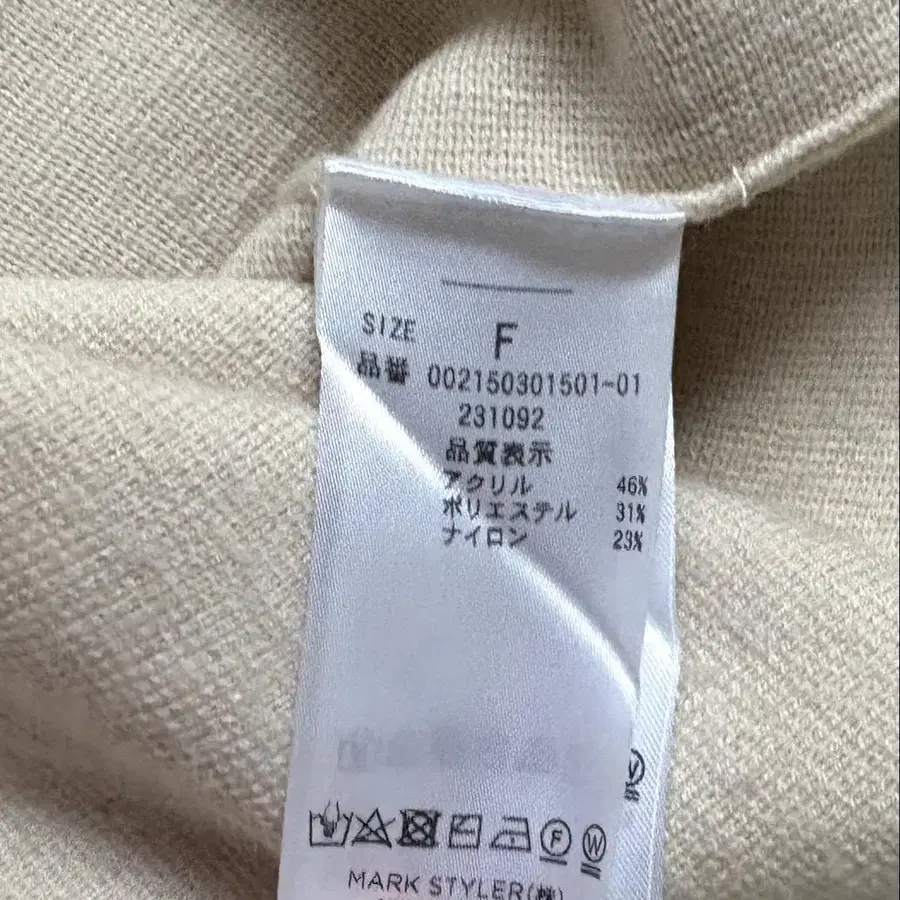 SIZE F
品番 002150301501-01
231092
品質表示
アクリル 46%
ポリエステル 31%
ナイロン 23%
F W
MARK STYLER(株)